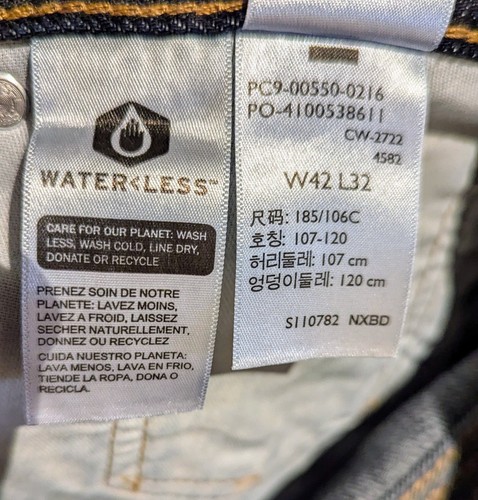 WATER<LESS™
CARE FOR OUR PLANET: WASH
LESS, WASH COLD, LINE DRY,
DONATE OR RECYCLE
PRENEZ SOIN DE NOTRE
PLANETE: LAVEZ MOINS,
LAVEZ A FROID, LAISSEZ
SECHER NATURELLEMENT,
DONNEZ OU RECYCLEZ
CUIDA NUESTRO PLANETA:
LAVA MENOS, LAVA EN FRIO,
TIENDE LA ROPA, DONA O
RECICLA.
PC9-00550-0216
PO-4100538611
CW-2722
4582
W42 L32
尺码: 185/106C
호칭: 107-120
허리둘레: 107 cm
엉덩이둘레: 120 cm
S110782 NXBD